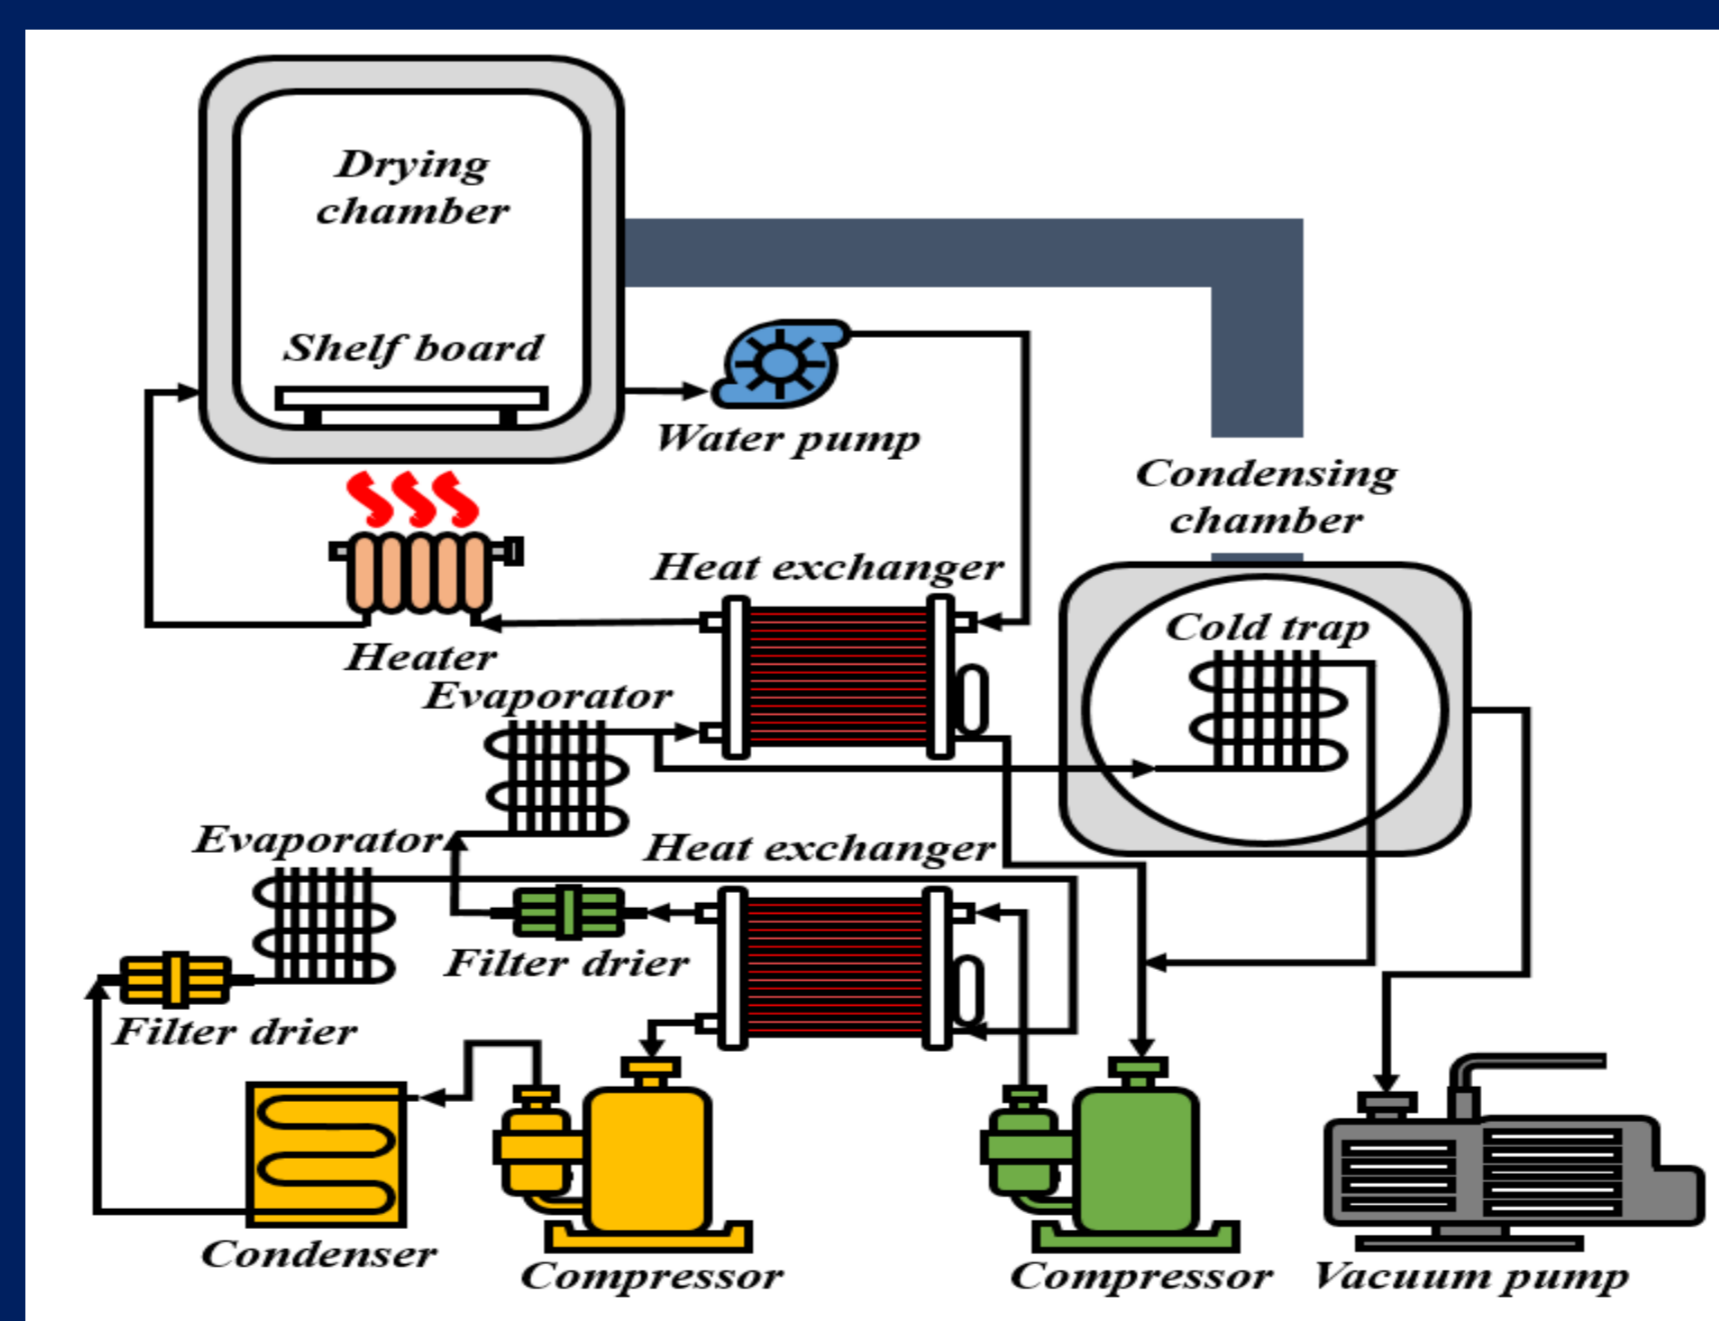 Drying
chamber
Shelf board
Water pump
Condensing
chamber
Heat exchanger
Cold trap
Heater
Evaporator
Evaporator
Heat exchanger
Filter drier
Filter drier
Condenser
Compressor
Compressor
Vacuum pump